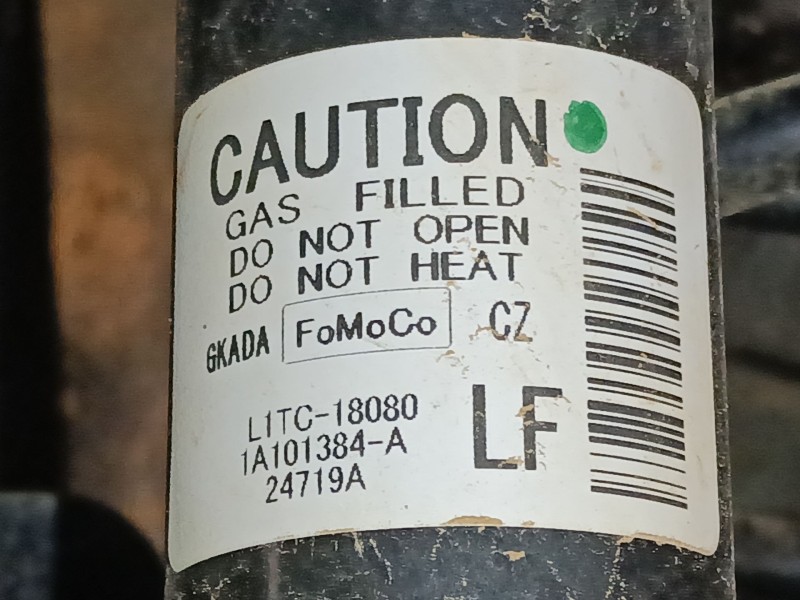 CAUTION
GAS FILLED
DO NOT OPEN
DO NOT HEAT
GKADA FoMoCo CZ
L1TC-18080
1A101384-A
24719A
LF